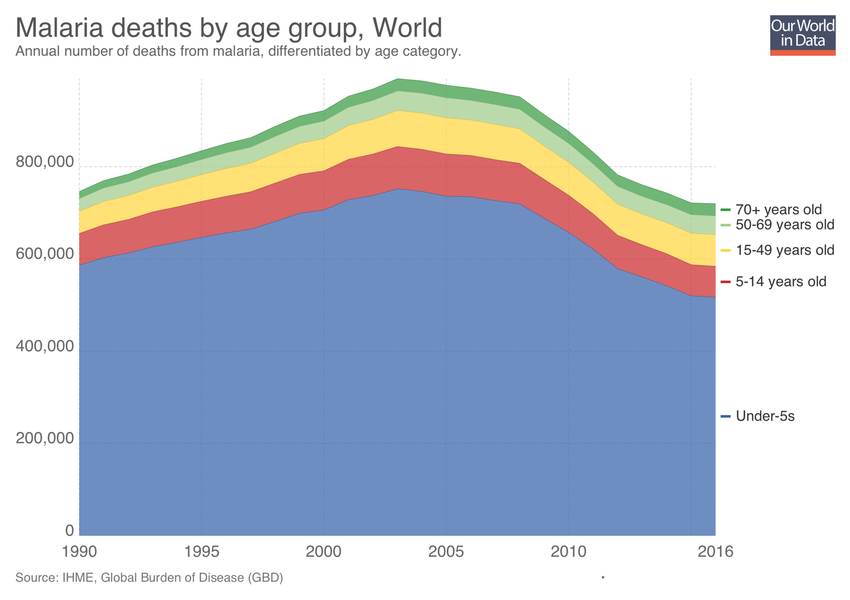 Malaria deaths by age group, World
Annual number of deaths from malaria, differentiated by age category.
Our World
in Data
800,000
600,000
400,000
200,000
0
70+ years old
50-69 years old
15-49 years old
5-14 years old
Under-5s
1990
1995
2000
2005
2010
2016
Source: IHME, Global Burden of Disease (GBD)